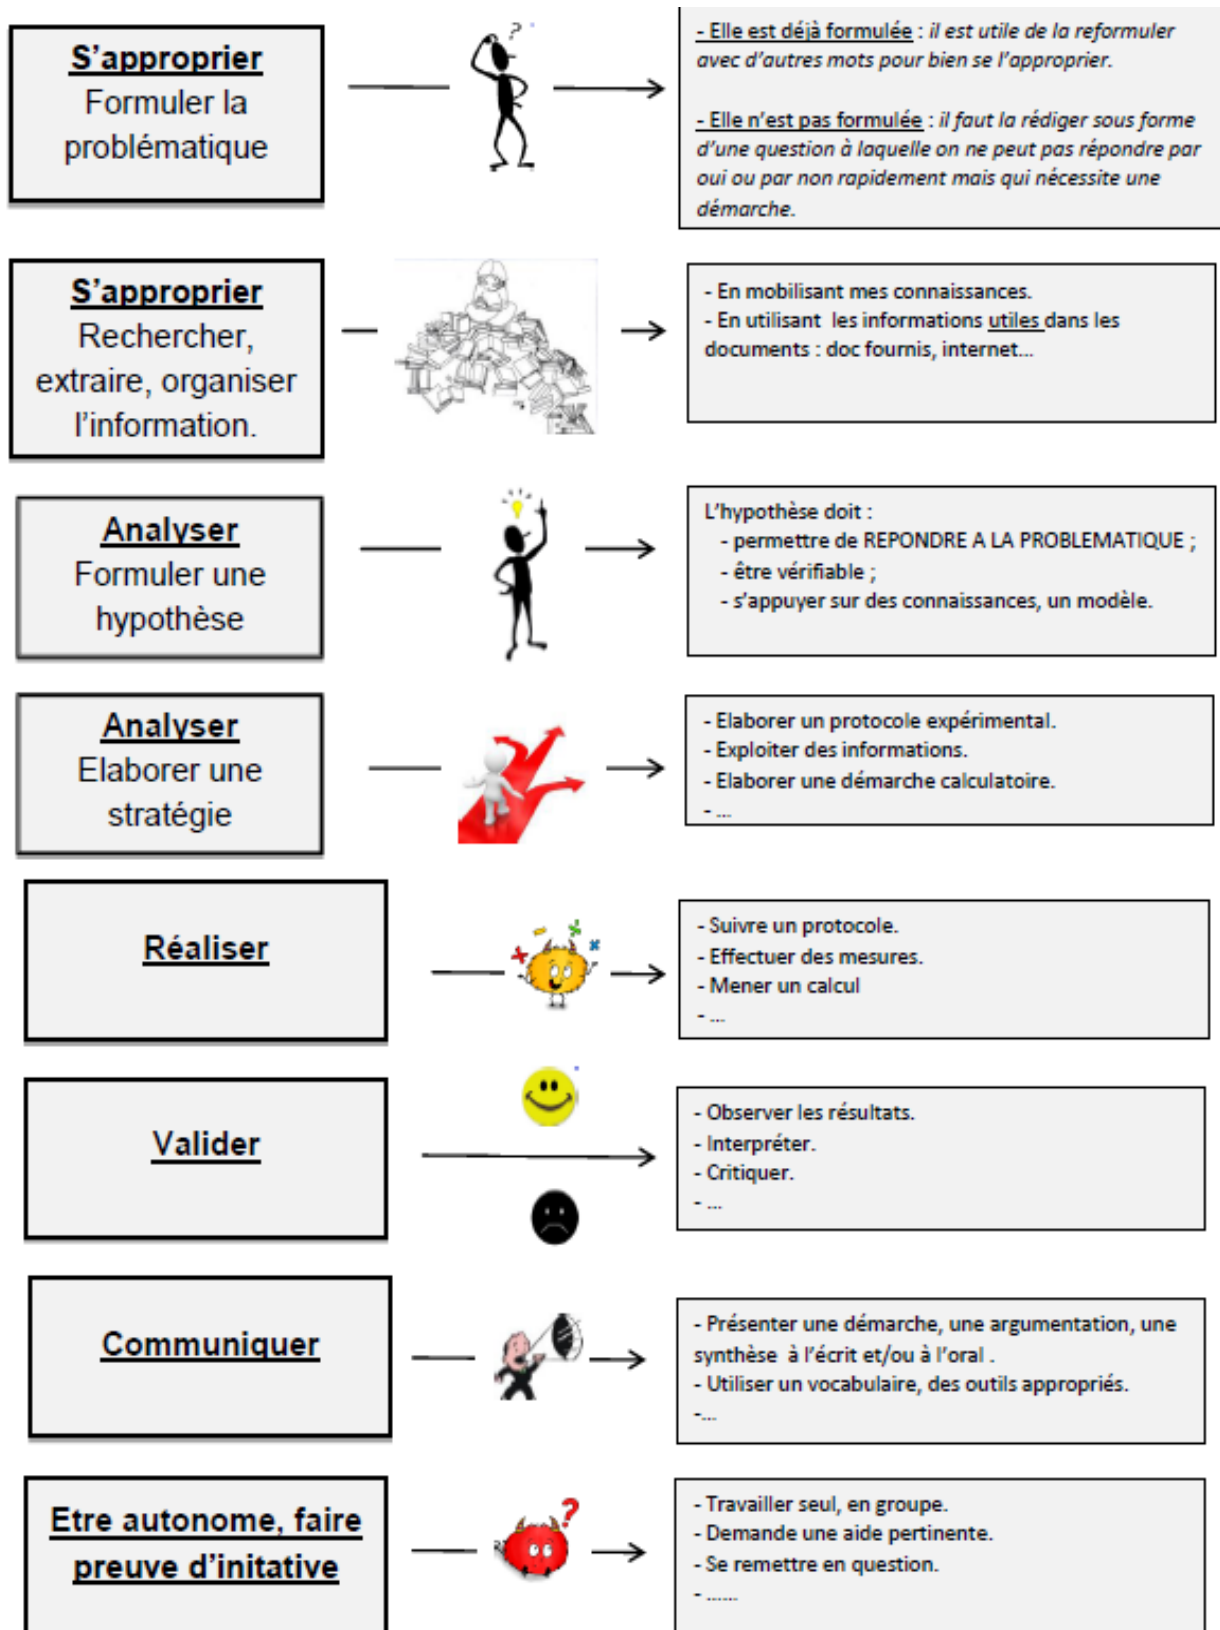 S'approprier
Formuler la
problématique
?
- Elle est déjà formulée : il est utile de la reformuler
avec d'autres mots pour bien se l'approprier.
- Elle n'est pas formulée : il faut la rédiger sous forme
d'une question à laquelle on ne peut pas répondre par
oui ou par non rapidement mais qui nécessite une
démarche.
S'approprier
Rechercher,
extraire, organiser
l'information.
- En mobilisant mes connaissances.
- En utilisant les informations utiles dans les
documents : doc fournis, internet...
Analyser
Formuler une
hypothèse
L'hypothèse doit :
- permettre de REPONDRE A LA PROBLEMATIQUE ;
- être vérifiable ;
- s'appuyer sur des connaissances, un modèle.
Analyser
Elaborer une
stratégie
- Elaborer un protocole expérimental.
- Exploiter des informations.
- Elaborer une démarche calculatoire.
- ...
Réaliser
- Suivre un protocole.
- Effectuer des mesures.
- Mener un calcul
- ...
Valider
- Observer les résultats.
- Interpréter.
- Critiquer.
- ...
Communiquer
- Présenter une démarche, une argumentation, une
synthèse à l'écrit et/ou à l'oral .
- Utiliser un vocabulaire, des outils appropriés.
-...
Etre autonome, faire
preuve d'initative
?
- Travailler seul, en groupe.
- Demande une aide pertinente.
- Se remettre en question.
- ......